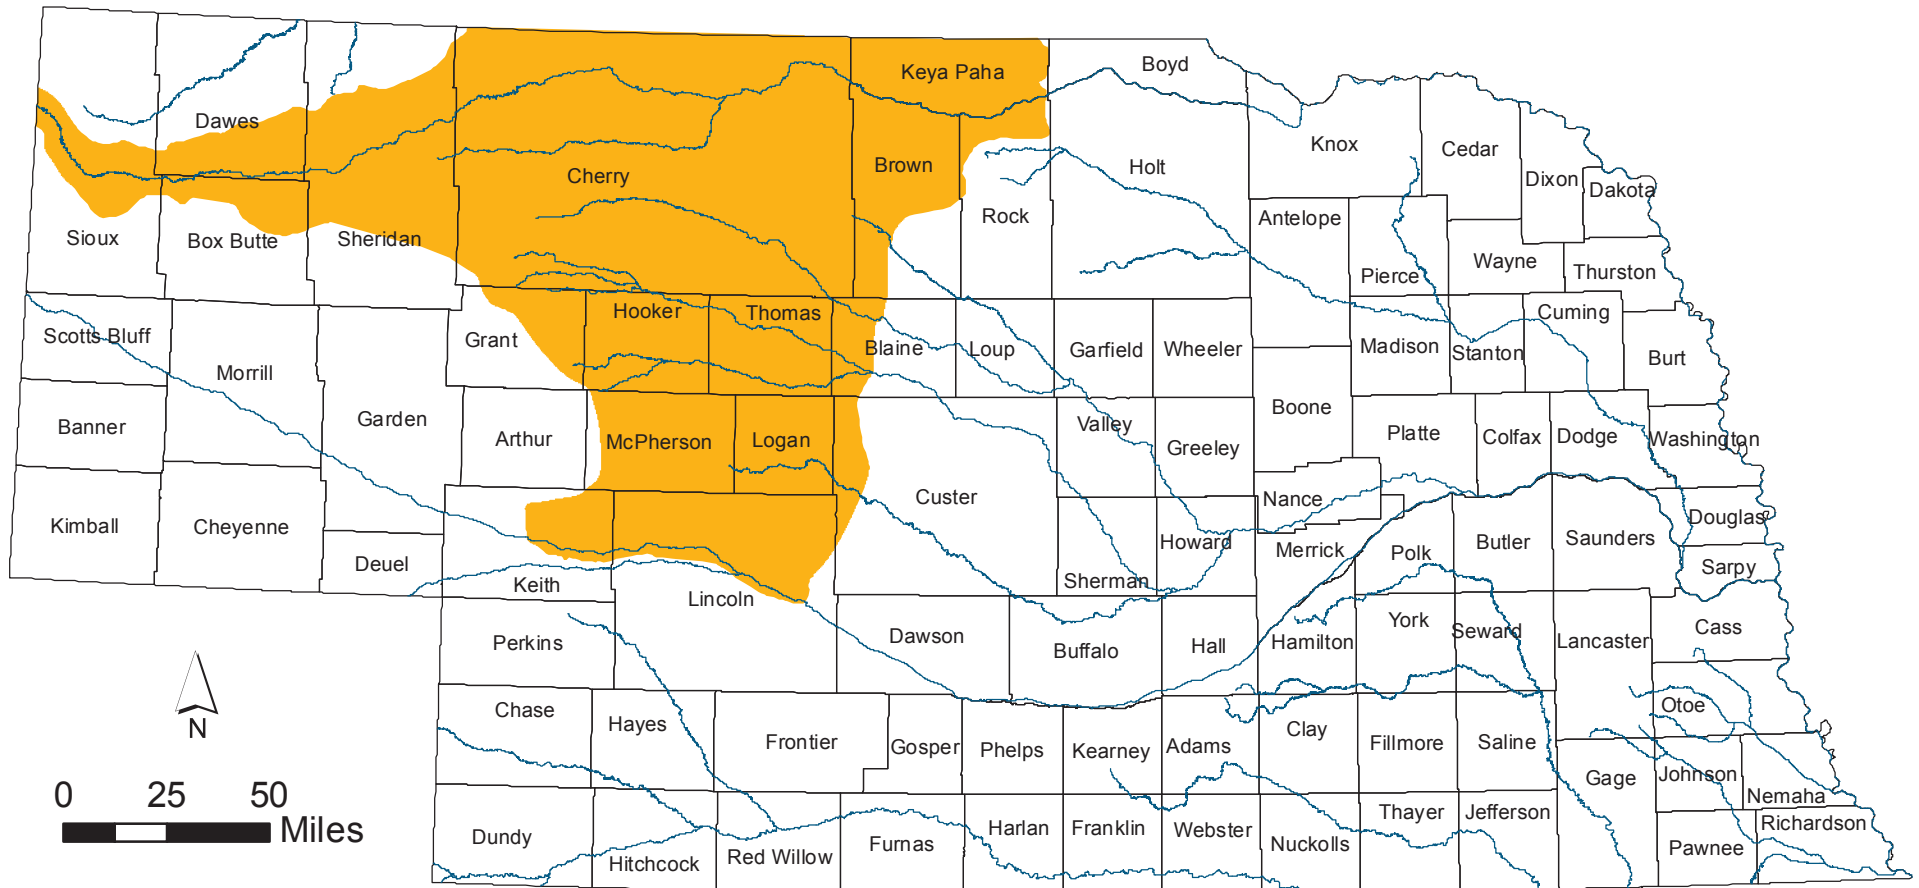 Keya Paha
Boyd
Dawes
Knox
Cedar
Brown
Holt
Cherry
Dixon
Dakota
Rock
Antelope
Sioux
Box Butte
Sheridan
Pierce
Wayne
Thurston
Hooker
Thomas
Cuming
Scotts Bluff
Grant
Blaine
Loup
Garfield
Wheeler
Madison
Stanton
Burt
Morrill
Boone
Banner
Garden
Arthur
McPherson
Logan
Valley
Greeley
Platte
Colfax
Dodge
Washington
Custer
Nance
Kimball
Cheyenne
Douglas
Deuel
Keith
Lincoln
Sherman
Howard
Merrick
Polk
Butler
Saunders
Sarpy
Perkins
Dawson
Buffalo
Hall
Hamilton
York
Seward
Lancaster
Cass
N
Chase
Hayes
Frontier
Gosper
Phelps
Kearney
Adams
Clay
Fillmore
Saline
Otoe
0 25 50
Miles
Gage
Johnson
Nemaha
Dundy
Hitchcock
Red Willow
Furnas
Harlan
Franklin
Webster
Nuckolls
Thayer
Jefferson
Pawnee
Richardson